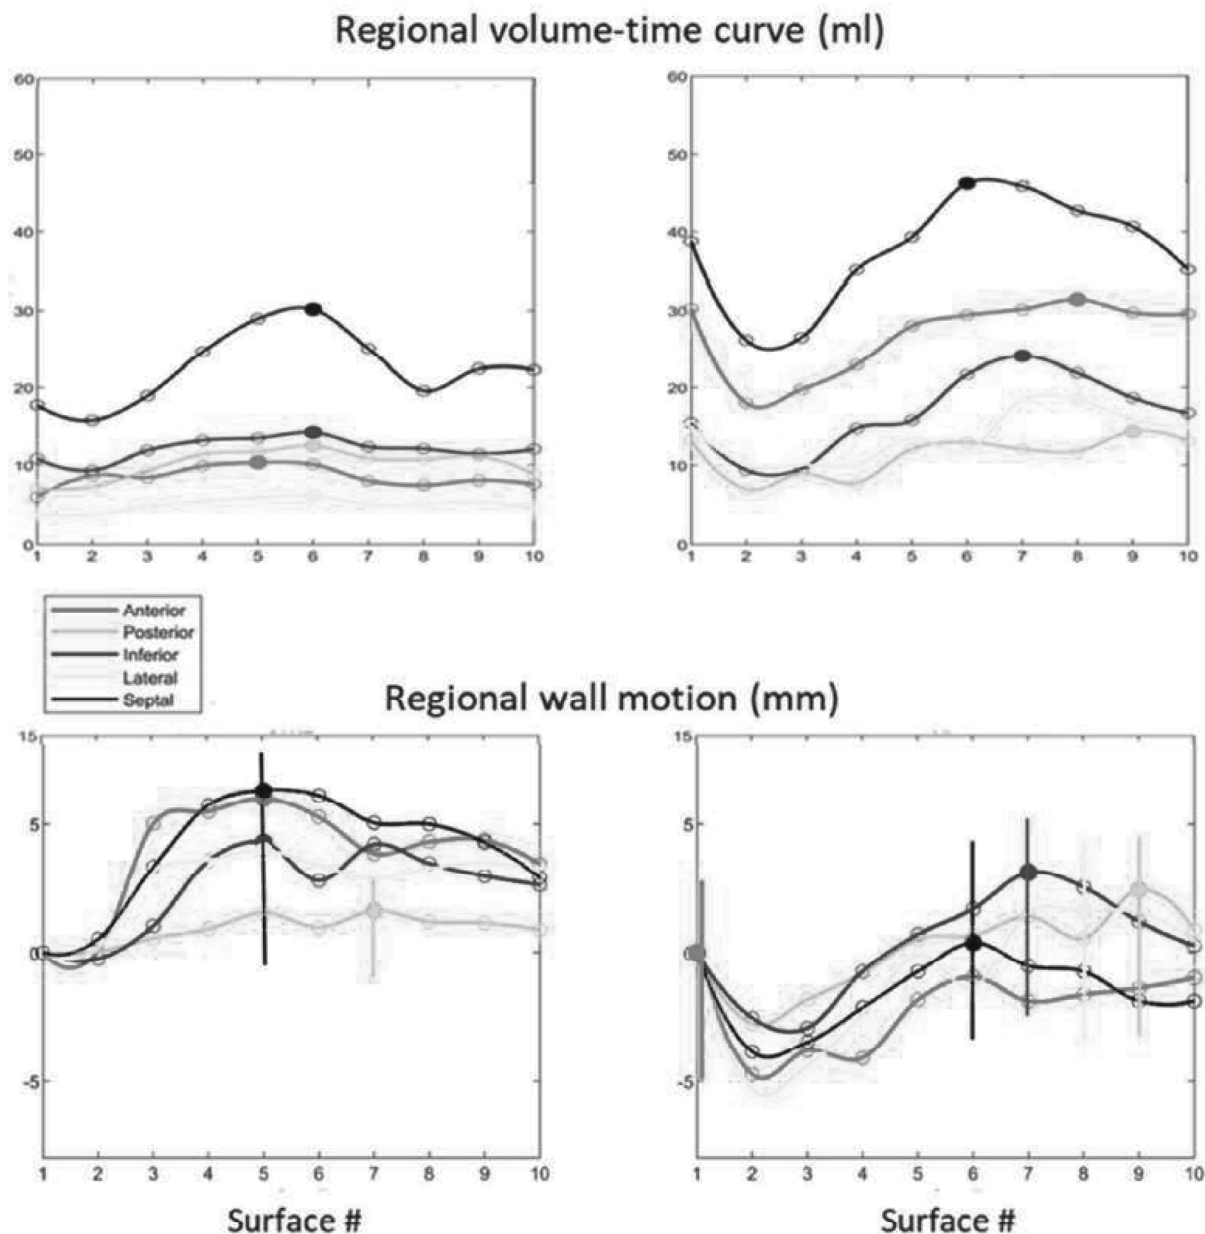 Regional volume-time curve (ml)
60 60
50 50
40 40
30 30
20 20
10 10
0 0
1 2 3 4 5 6 7 8 9 10 1 2 3 4 5 6 7 8 9 10
Anterior
Posterior
Inferior
Lateral
Septal
Regional wall motion (mm)
15 15
5 5
0 0
-5 -5
1 2 3 4 5 6 7 8 9 10 1 2 3 4 5 6 7 8 9 10
Surface # Surface #